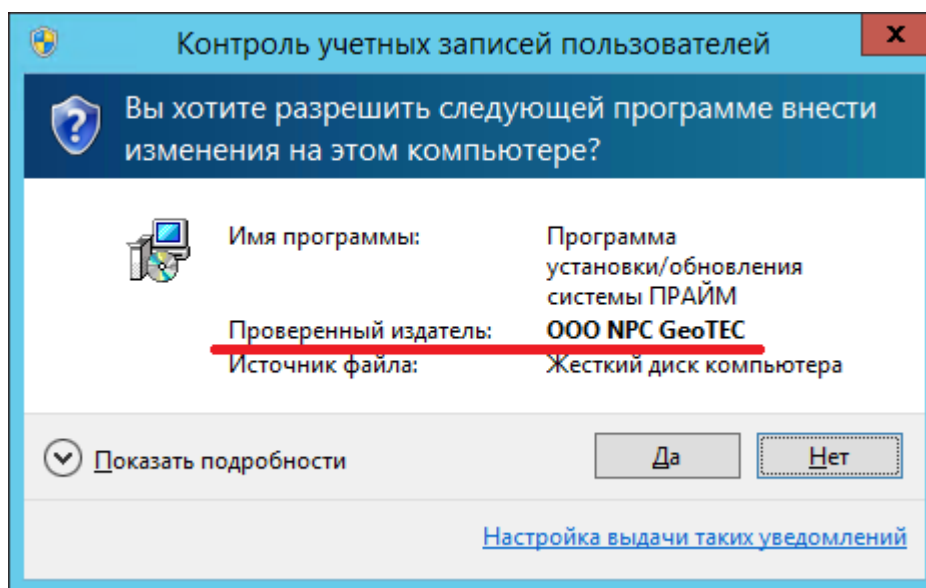 Контроль учетных записей пользователей
x
Вы хотите разрешить следующей программе внести
изменения на этом компьютере?
Имя программы: Программа
установки/обновления
системы ПРАЙМ
Проверенный издатель: ООО NPC GeoTEC
Источник файла: Жесткий диск компьютера
Показать подробности Да Нет
Настройка выдачи таких уведомлений